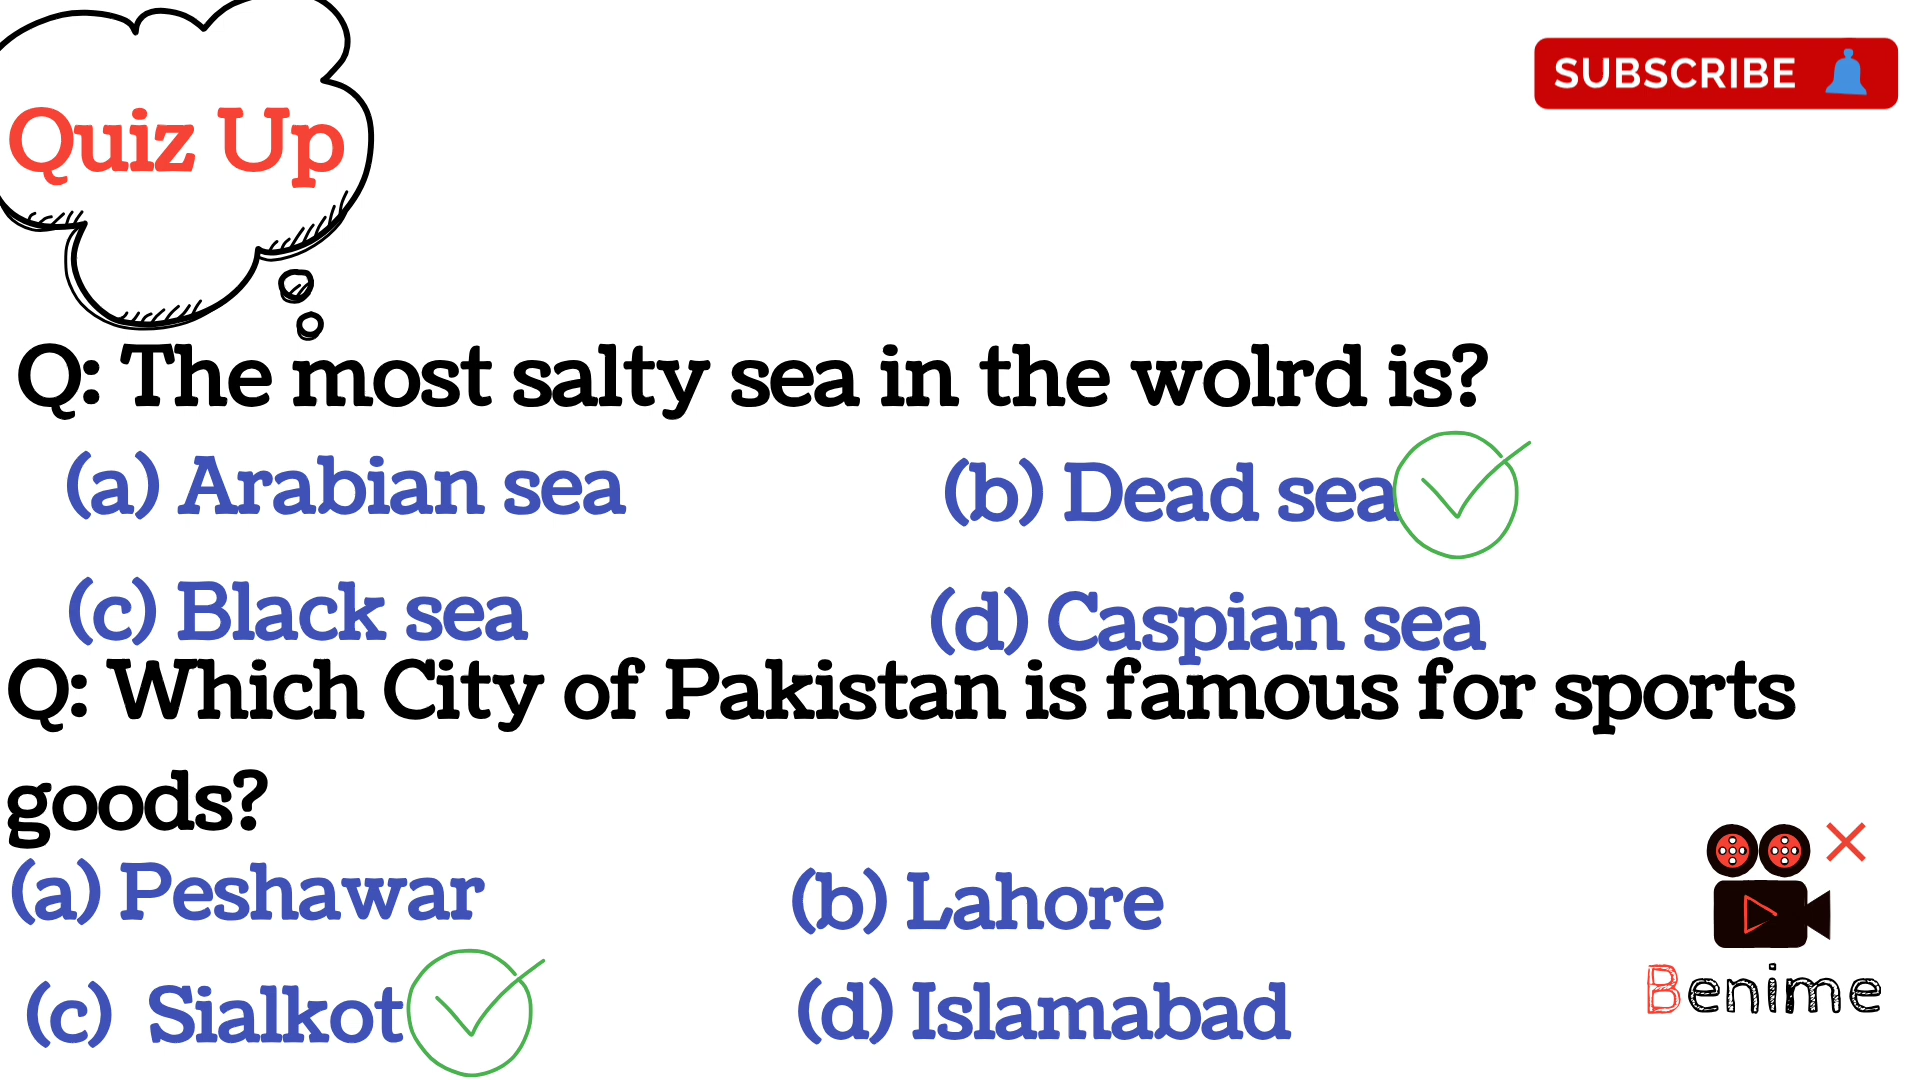 Quiz Up
SUBSCRIBE
Q: The most salty sea in the wolrd is?
(a) Arabian sea
(b) Dead sea
(c) Black sea
(d) Caspian sea
Q: Which City of Pakistan is famous for sports
goods?
(a) Peshawar
(b) Lahore
(c) Sialkot
(d) Islamabad
Benime